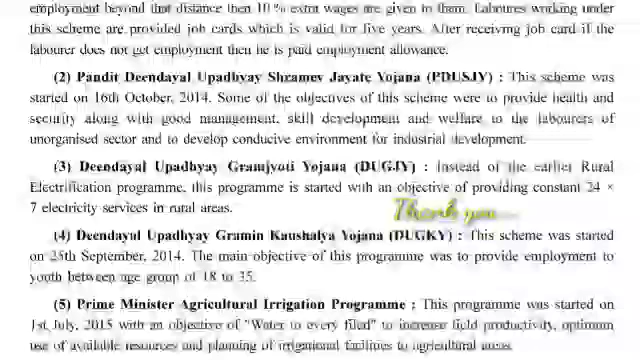 employment beyond that distance then 10 % extra wages are given to them. Labours working under
this scheme are provided job cards which is valid for five years. After receiving job card if the
labourer does not get employment then he is paid employment allowance.
(2) Pandit Deendayal Upadhyay Shramev Jayate Yojana (PDUSJY) : This scheme was
started on 16th October, 2014. Some of the objectives of this scheme were to provide health and
security along with good management, skill development and welfare to the labourers of
unorganised sector and to develop conducive environment for industrial development.
(3) Deendayal Upadhyay Gramjyoti Yojana (DUGJY) : Instead of the earlier Rural
Electrification programme, this programme is started with an objective of providing constant 24 ×
7 electricity services in rural areas.
Thank you...
(4) Deendayal Upadhyay Gramin Kaushalya Yojana (DUGKY) : This scheme was started
on 25th September, 2014. The main objective of this programme was to provide employment to
youth between age group of 18 to 35.
(5) Prime Minister Agricultural Irrigation Programme : This programme was started on
1st July, 2015 with an objective of "Water to every filed" to increase field productivity, optimum
use of available resources and planning of irrigational facilities to agricultural areas.